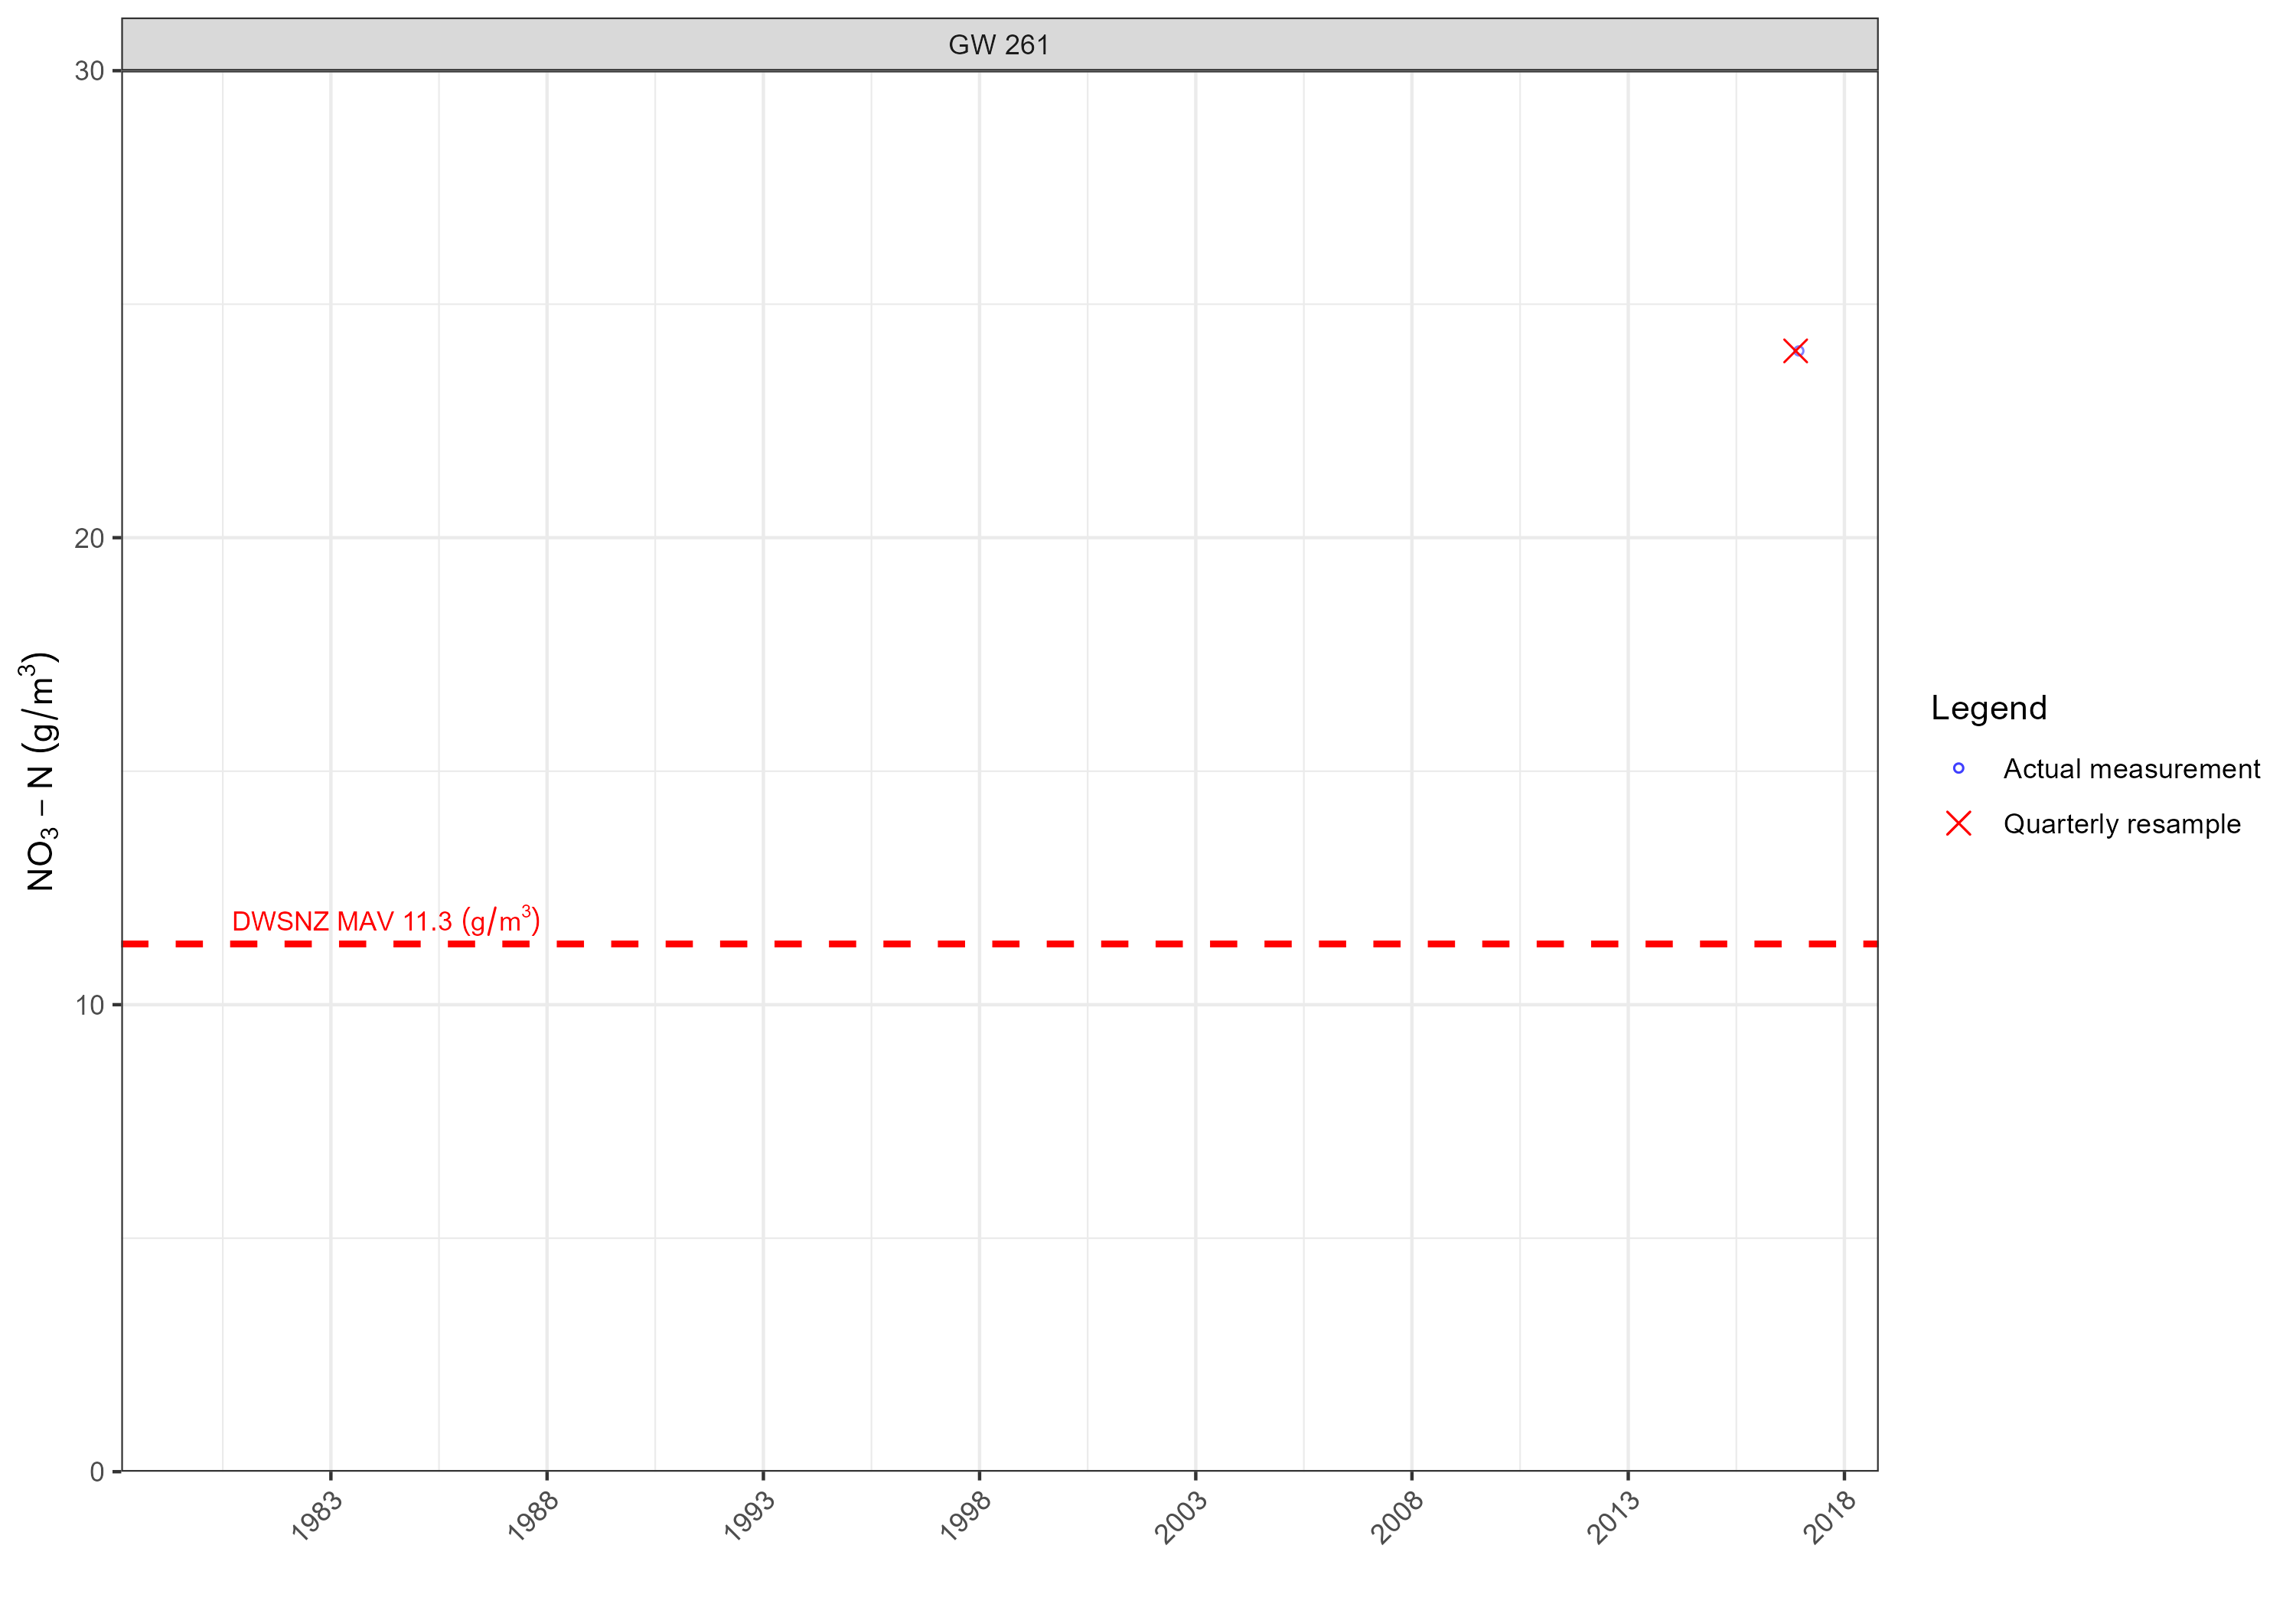 GW 261
30
20
10
0
NO₃ – N (g/m³)
DWSNZ MAV 11.3 (g/m³)
1983
1988
1993
1998
2003
2008
2013
2018
Legend
Actual measurement
Quarterly resample